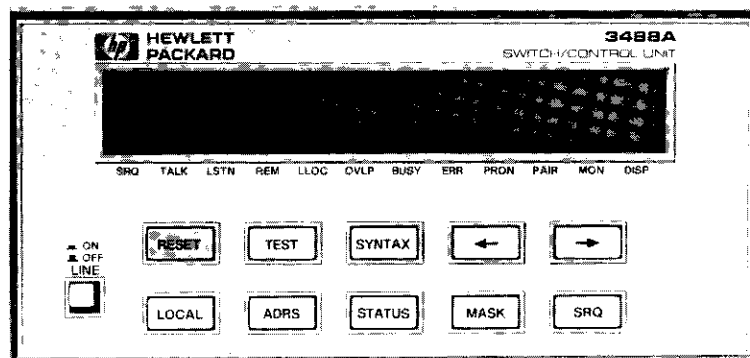 hp HEWLETT PACKARD
3488A
SWITCH/CONTROL UNIT
SRQ TALK LSTN REM LLOC OVLP BUSY ERR PRON PAIR MON DISP
ON
OFF
LINE
RESET TEST SYNTAX ← →
LOCAL ADRS STATUS MASK SRQ